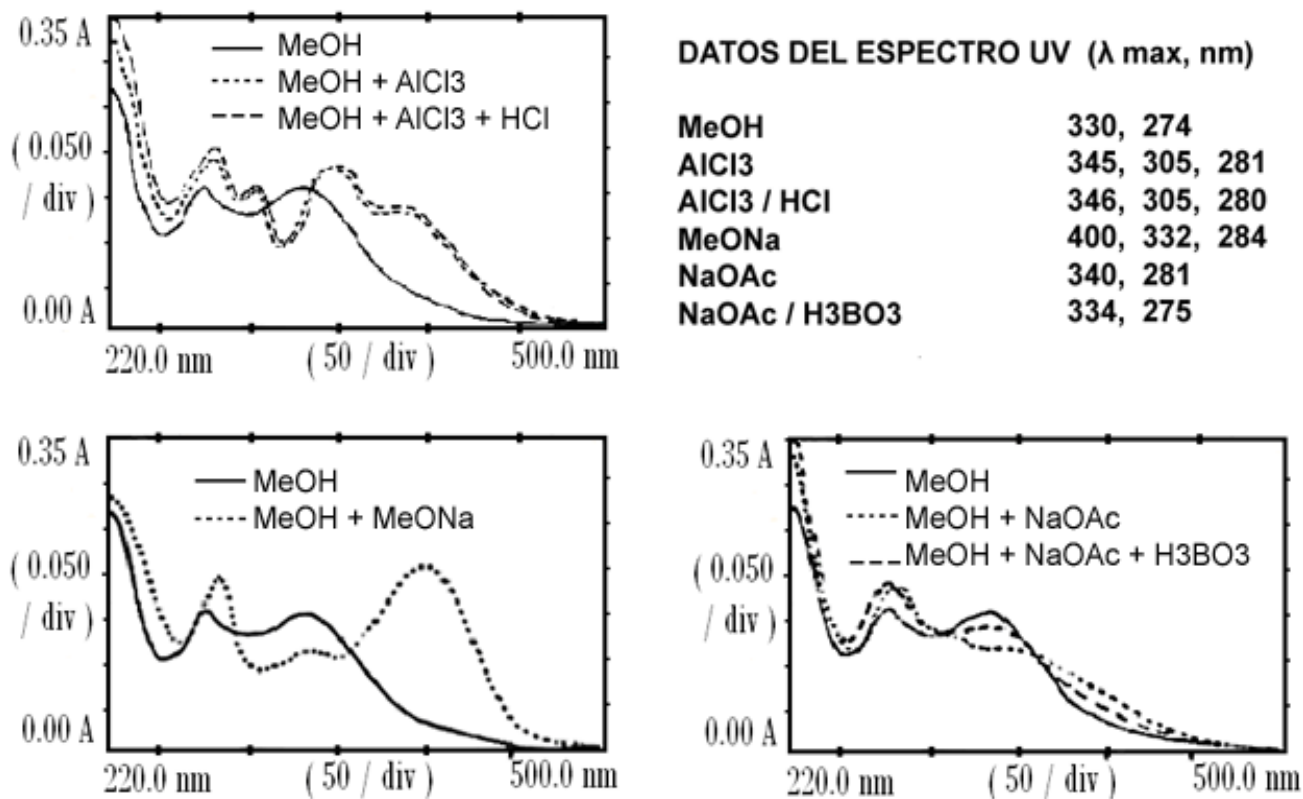 0.35 A
MeOH
MeOH + AlCl3
MeOH + AlCl3 + HCl
( 0.050
/ div )
0.00 A
220.0 nm ( 50 / div ) 500.0 nm
DATOS DEL ESPECTRO UV (λ max, nm)
MeOH 330, 274
AlCl3 345, 305, 281
AlCl3 / HCl 346, 305, 280
MeONa 400, 332, 284
NaOAc 340, 281
NaOAc / H3BO3 334, 275
0.35 A
MeOH
MeOH + MeONa
( 0.050
/ div )
0.00 A
220.0 nm ( 50 / div ) 500.0 nm
0.35 A
MeOH
MeOH + NaOAc
MeOH + NaOAc + H3BO3
( 0.050
/ div )
0.00 A
220.0 nm ( 50 / div ) 500.0 nm